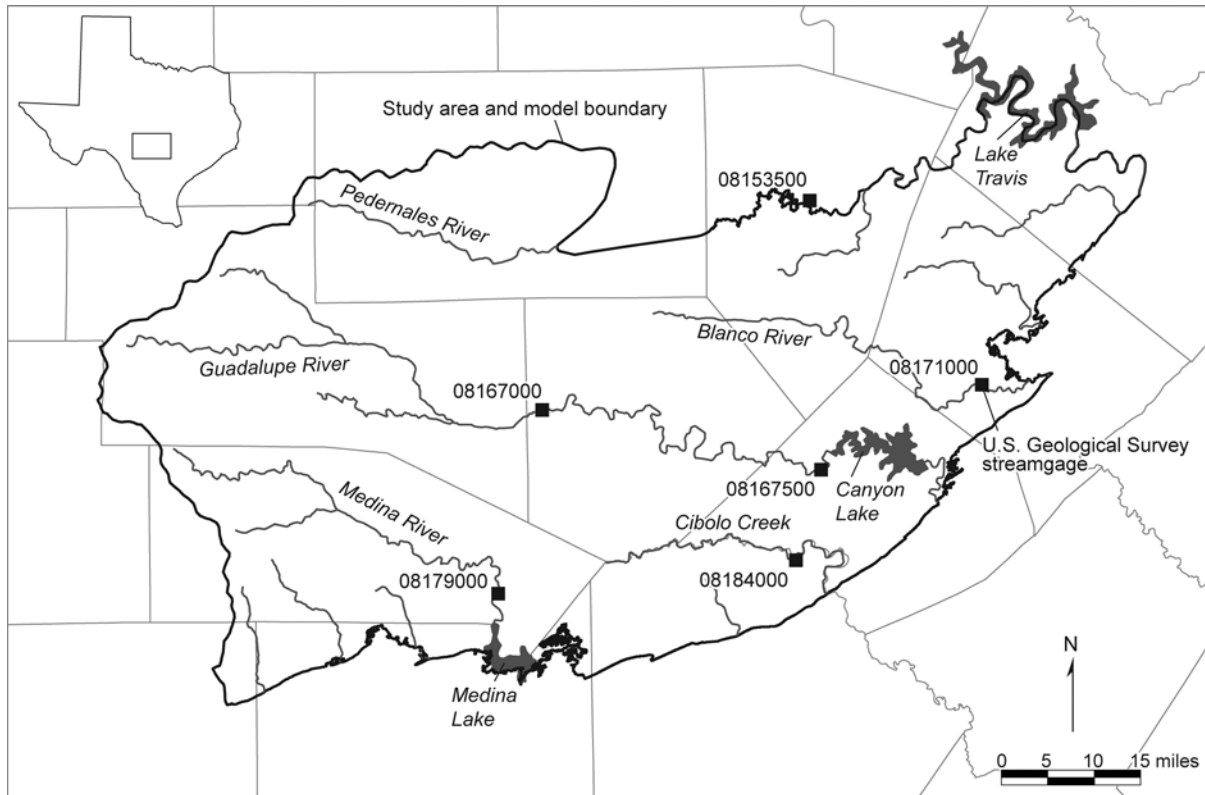 Study area and model boundary
Lake
Travis
08153500
Pedernales River
Blanco River
Guadalupe River
08171000
08167000
U.S. Geological Survey
streamgage
08167500
Canyon
Lake
Medina River
Cibolo Creek
08179000
08184000
Medina
Lake
N
0 5 10 15 miles